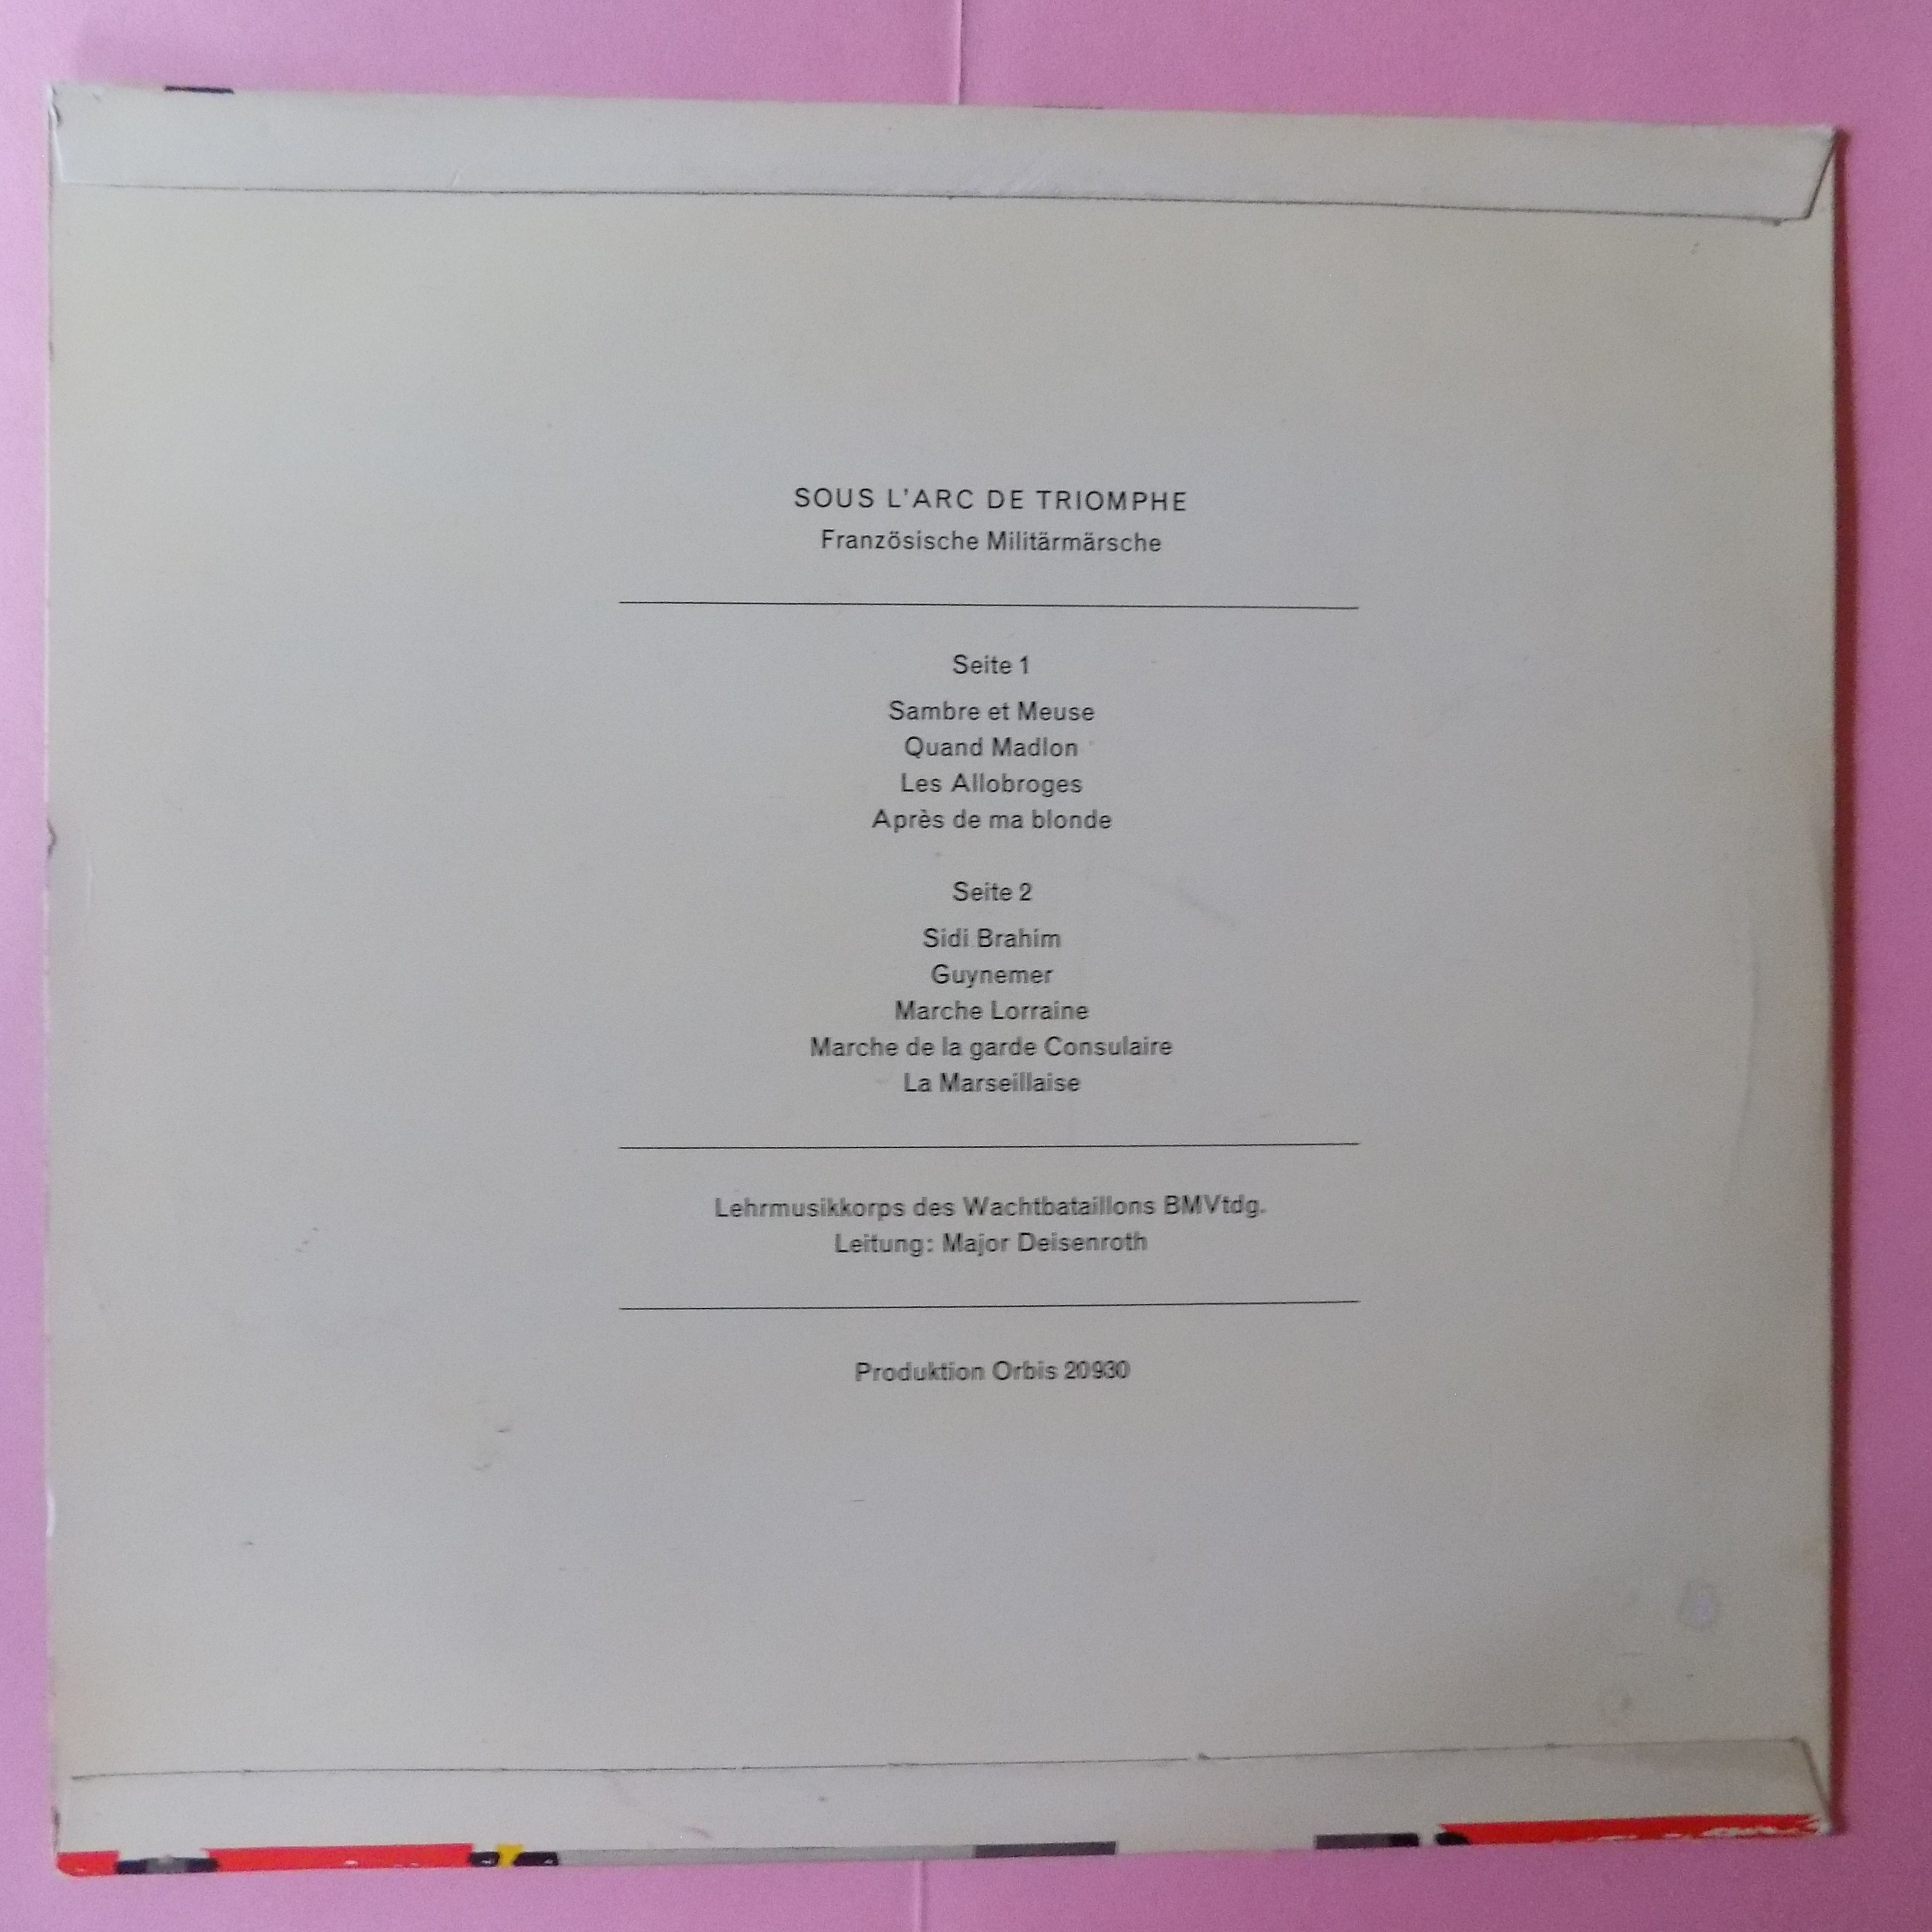 SOUS L'ARC DE TRIOMPHE
Französische Militärmärsche
Seite 1
Sambre et Meuse
Quand Madlon
Les Allobroges
Après de ma blonde
Seite 2
Sidi Brahim
Guynemer
Marche Lorraine
Marche de la garde Consulaire
La Marseillaise
Lehrmusikkorps des Wachtbataillons BMVtdg.
Leitung: Major Deisenroth
Produktion Orbis 20930